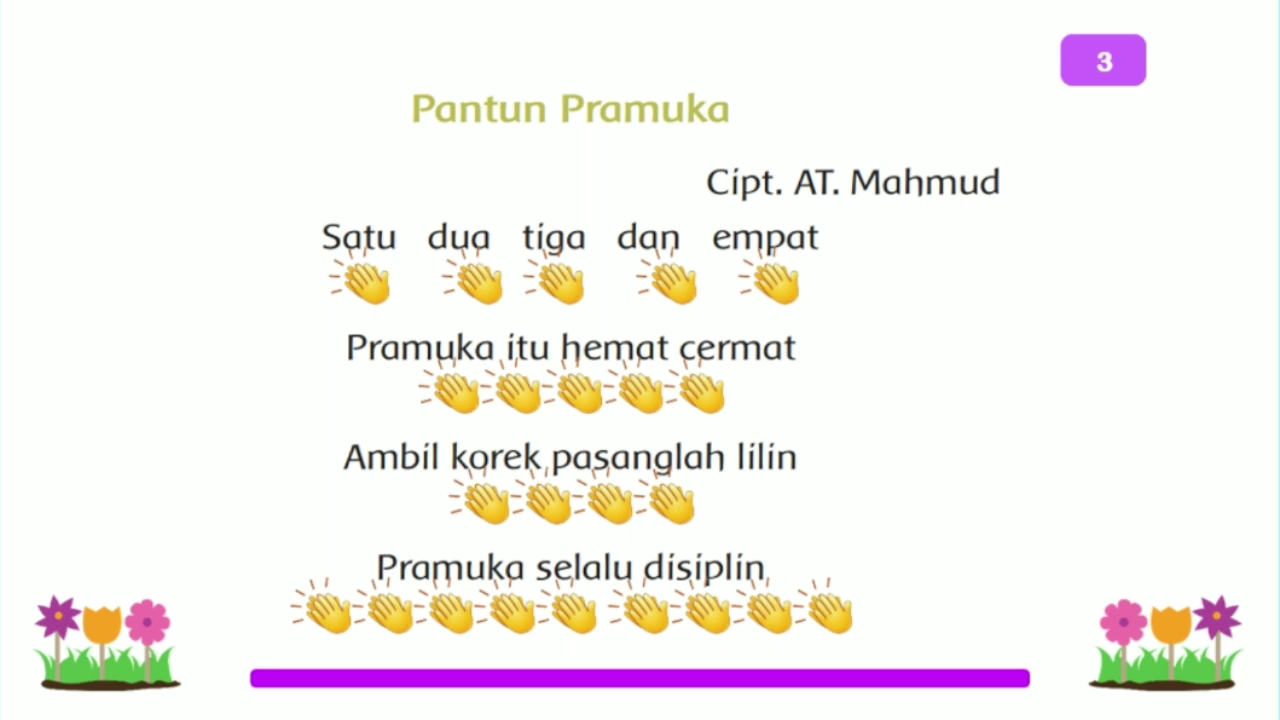 3
Pantun Pramuka
Cipt. AT. Mahmud
Satu dua tiga dan empat
Pramuka itu hemat cermat
Ambil korek pasanglah lilin
Pramuka selalu disiplin